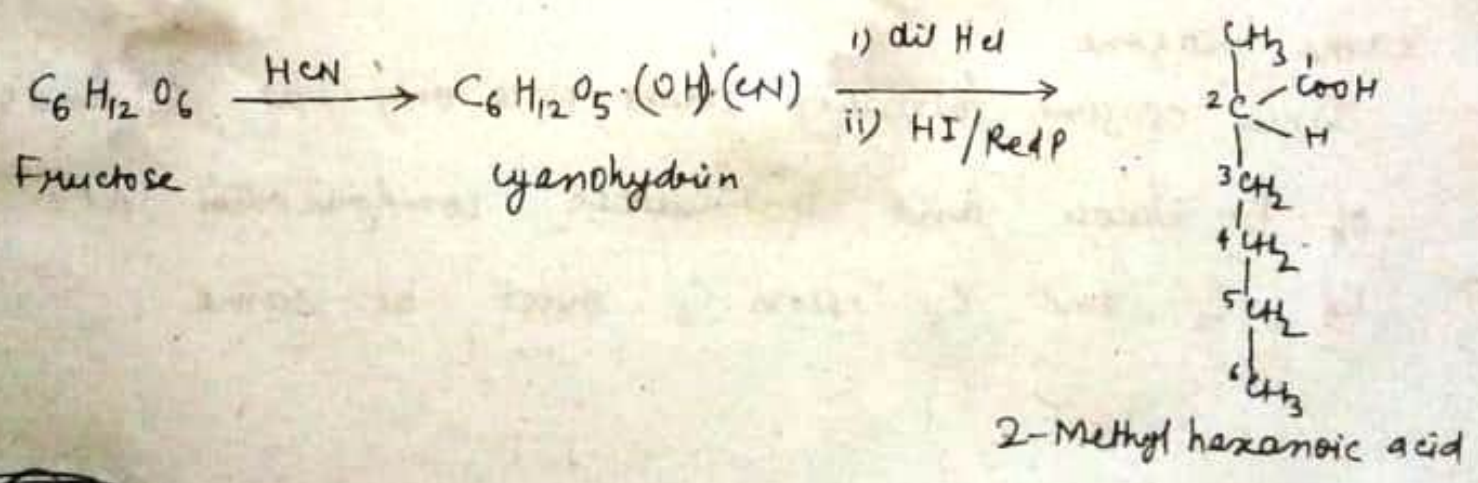 C6H12O6 HCN → C6H12O5·(OH)(CN) i) dil HCl ii) HI/Red P →
Fructose
cyanohydrin
CH3
2C 1COOH
H
3CH2
4CH2
5CH2
6CH3
2-Methyl hexanoic acid